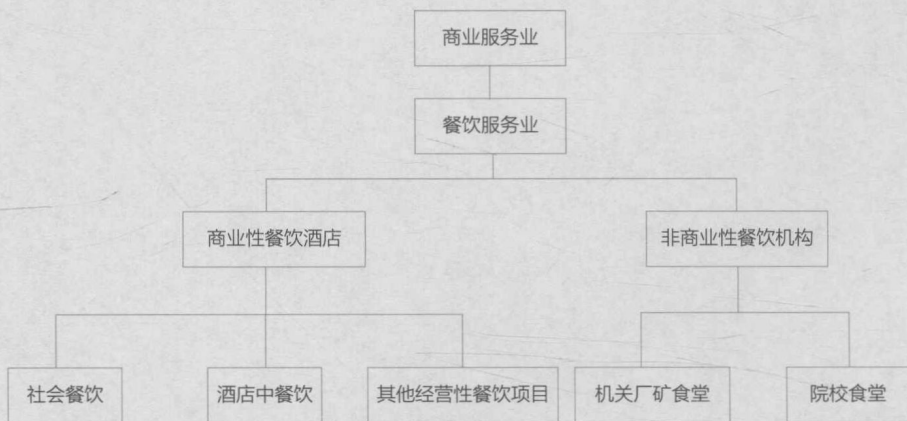 商业服务业
餐饮服务业
商业性餐饮酒店
非商业性餐饮机构
社会餐饮
酒店中餐饮
其他经营性餐饮项目
机关厂矿食堂
院校食堂